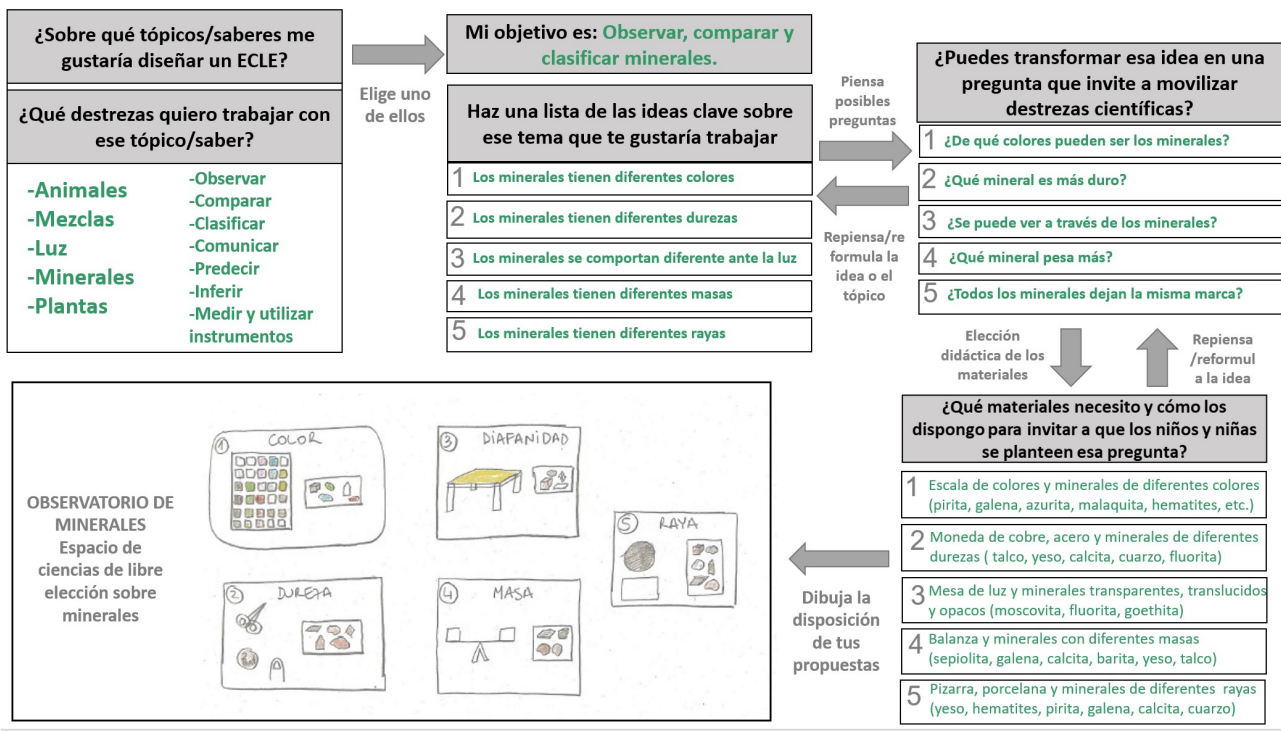 ¿Sobre qué tópicos/saberes me
gustaría diseñar un ECLE?
¿Qué destrezas quiero trabajar con
ese tópico/saber?
-Animales
-Mezclas
-Luz
-Minerales
-Plantas
-Observar
-Comparar
-Clasificar
-Comunicar
-Predecir
-Inferir
-Medir y utilizar
instrumentos
Elige uno
de ellos
Mi objetivo es: Observar, comparar y
clasificar minerales.
Haz una lista de las ideas clave sobre
ese tema que te gustaría trabajar
1 Los minerales tienen diferentes colores
2 Los minerales tienen diferentes durezas
3 Los minerales se comportan diferente ante la luz
4 Los minerales tienen diferentes masas
5 Los minerales tienen diferentes rayas
Piensa
posibles
preguntas
Repiensa/re
formula la
idea o el
tópico
¿Puedes transformar esa idea en una
pregunta que invite a movilizar
destrezas científicas?
1 ¿De qué colores pueden ser los minerales?
2 ¿Qué mineral es más duro?
3 ¿Se puede ver a través de los minerales?
4 ¿Qué mineral pesa más?
5 ¿Todos los minerales dejan la misma marca?
Elección
didáctica de los
materiales
Repiensa
/reformul
a la idea
¿Qué materiales necesito y cómo los
dispongo para invitar a que los niños y niñas
se planteen esa pregunta?
1 Escala de colores y minerales de diferentes colores
(pirita, galena, azurita, malaquita, hematites, etc.)
2 Moneda de cobre, acero y minerales de diferentes
durezas ( talco, yeso, calcita, cuarzo, fluorita)
3 Mesa de luz y minerales transparentes, translucidos
y opacos (moscovita, fluorita, goethita)
4 Balanza y minerales con diferentes masas
(sepiolita, galena, calcita, barita, yeso, talco)
5 Pizarra, porcelana y minerales de diferentes rayas
(yeso, hematites, pirita, galena, calcita, cuarzo)
Dibuja la
disposición
de tus
propuestas
OBSERVATORIO DE
MINERALES
Espacio de
ciencias de libre
elección sobre
minerales
1 COLOR
2 DUREZA
3 DIAFANIDAD
4 MASA
5 RAYA